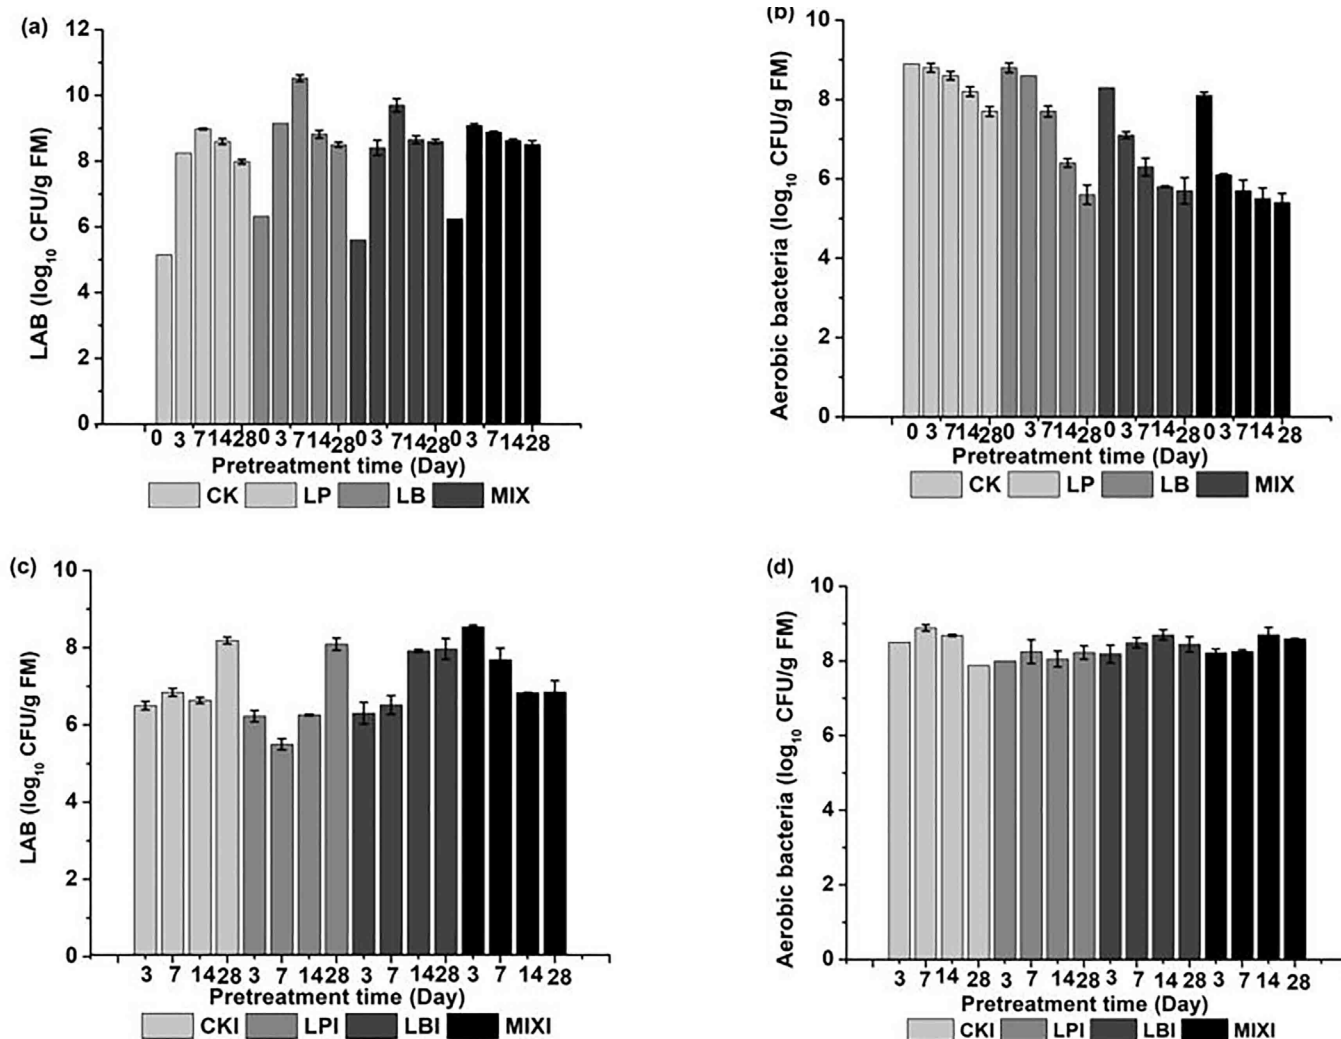 (a)
12
10
8
6
4
2
0
LAB (log10 CFU/g FM)
0 3 7 14 28 0 3 7 14 28 0 3 7 14 28 0 3 7 14 28
Pretreatment time (Day)
CK LP LB MIX
(b)
10
8
6
4
2
0
Aerobic bacteria (log10 CFU/g FM)
0 3 7 14 28 0 3 7 14 28 0 3 7 14 28 0 3 7 14 28
Pretreatment time (Day)
CK LP LB MIX
(c)
10
8
6
4
2
0
LAB (log10 CFU/g FM)
3 7 14 28 3 7 14 28 3 7 14 28 3 7 14 28
Pretreatment time (Day)
CKI LPI LBI MIXI
(d)
10
8
6
4
2
0
Aerobic bacteria (log10 CFU/g FM)
3 7 14 28 3 7 14 28 3 7 14 28 3 7 14 28
Pretreatment time (Day)
CKI LPI LBI MIXI